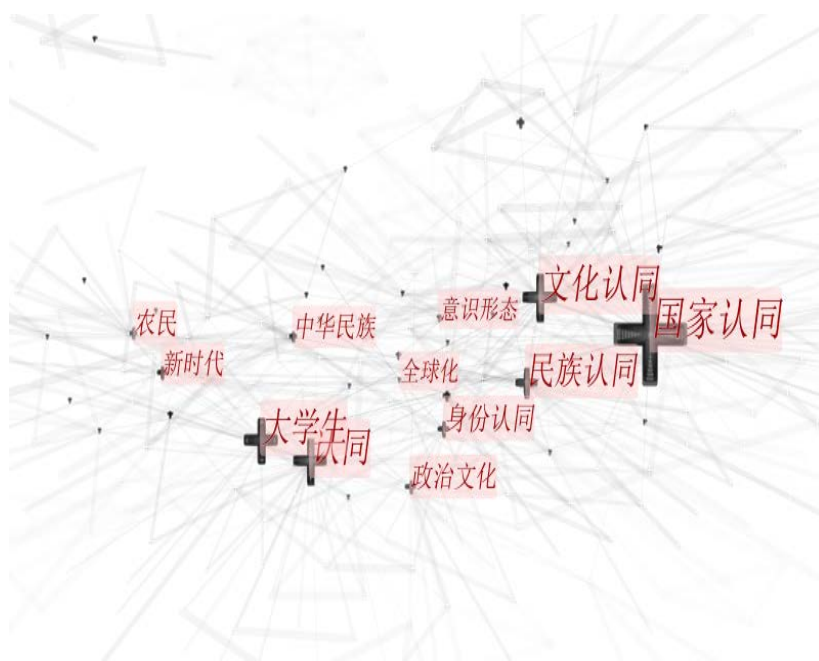 文化认同
国家认同
意识形态
农民
中华民族
新时代
全球化
民族认同
大学生
身份认同
认同
政治文化